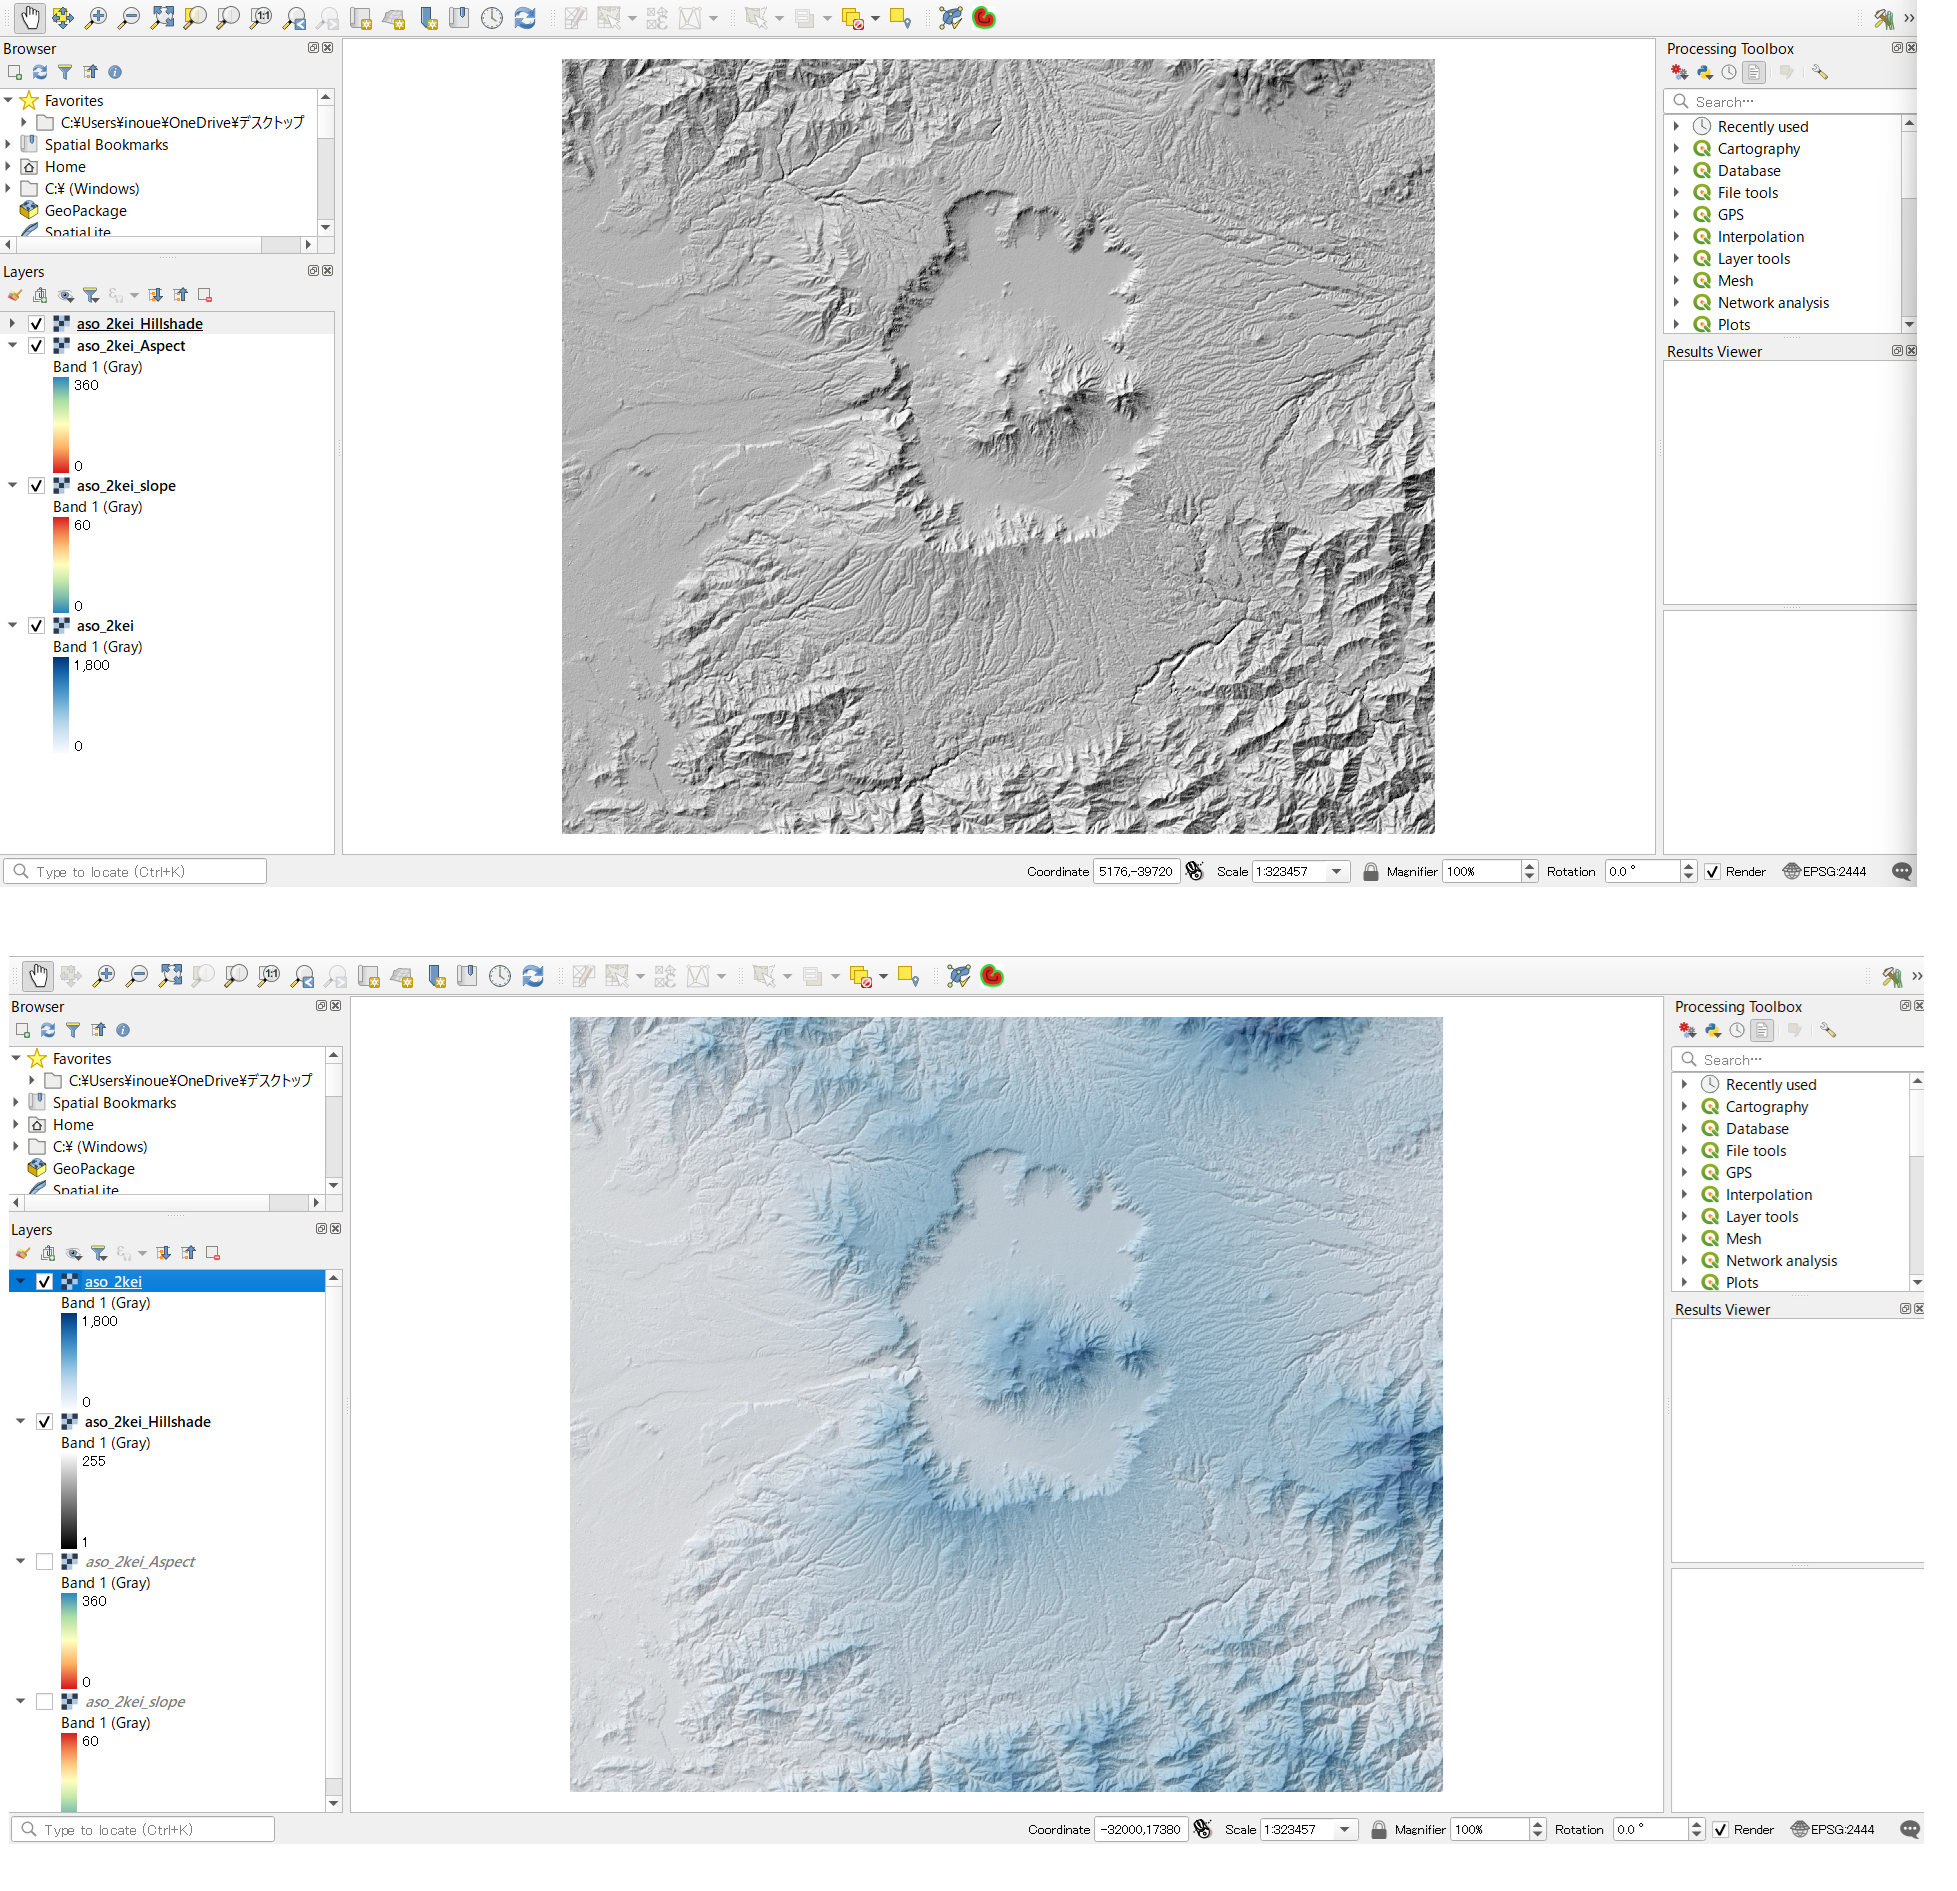 Browser
Favorites
C:¥Users¥inoue¥OneDrive¥デスクトップ
Spatial Bookmarks
Home
C:¥ (Windows)
GeoPackage
SpatiaLite
Layers
aso_2kei_Hillshade
aso_2kei_Aspect
Band 1 (Gray)
360
0
aso_2kei_slope
Band 1 (Gray)
60
0
aso_2kei
Band 1 (Gray)
1,800
0
Processing Toolbox
Search…
Recently used
Cartography
Database
File tools
GPS
Interpolation
Layer tools
Mesh
Network analysis
Plots
Results Viewer
Type to locate (Ctrl+K)
Coordinate 5176,-39720 Scale 1:323457 Magnifier 100% Rotation 0.0 ° Render EPSG:2444
Browser
Favorites
C:¥Users¥inoue¥OneDrive¥デスクトップ
Spatial Bookmarks
Home
C:¥ (Windows)
GeoPackage
SpatiaLite
Layers
aso_2kei
Band 1 (Gray)
1,800
0
aso_2kei_Hillshade
Band 1 (Gray)
255
1
aso_2kei_Aspect
Band 1 (Gray)
360
0
aso_2kei_slope
Band 1 (Gray)
60
Processing Toolbox
Search…
Recently used
Cartography
Database
File tools
GPS
Interpolation
Layer tools
Mesh
Network analysis
Plots
Results Viewer
Type to locate (Ctrl+K)
Coordinate -32000,17380 Scale 1:323457 Magnifier 100% Rotation 0.0 ° Render EPSG:2444